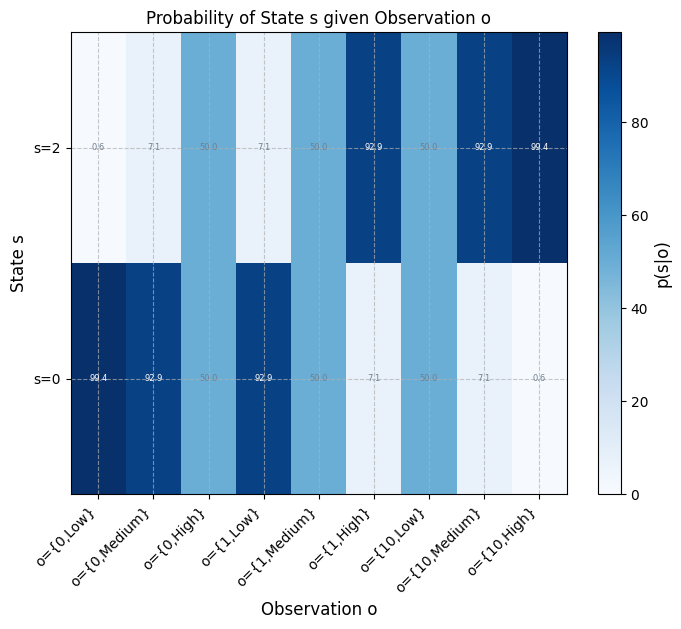 Probability of State s given Observation o
s=2
0.6 7.1 50.0 7.1 50.0 92.9 50.0 92.9 99.4
s=0
99.4 92.9 50.0 92.9 50.0 7.1 50.0 7.1 0.6
State s
o={0,Low}
o={0,Medium}
o={0,High}
o={1,Low}
o={1,Medium}
o={1,High}
o={10,Low}
o={10,Medium}
o={10,High}
Observation o
80
60
40
20
0
p(s|o)